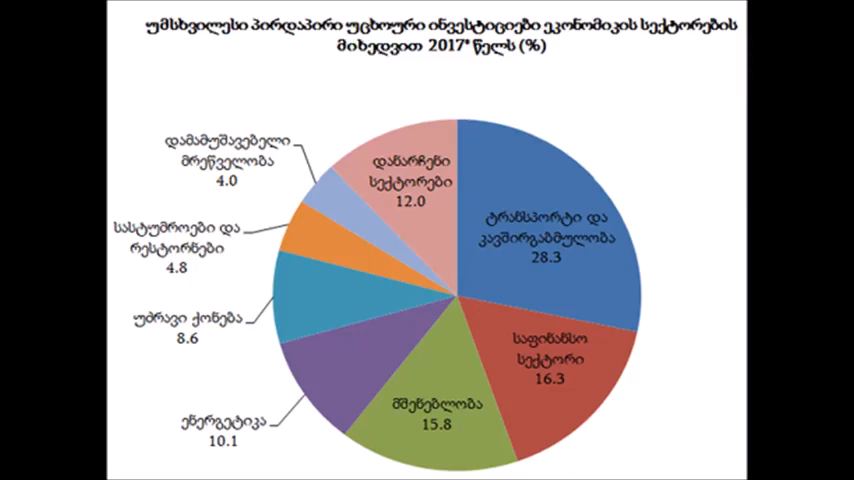 უმსხვილესი პირდაპირი უცხოური ინვესტიციები ეკონომიკის სექტორების
მიხედვით 2017* წელს (%)
დამამუშავებელი
მრეწველობა
4.0
დანარჩენი
სექტორები
12.0
ტრანსპორტი და
კავშირგაბმულობა
28.3
სასტუმროები და
რესტორნები
4.8
უძრავი ქონება
8.6
საფინანსო
სექტორი
16.3
მშენებლობა
15.8
ენერგეტიკა
10.1